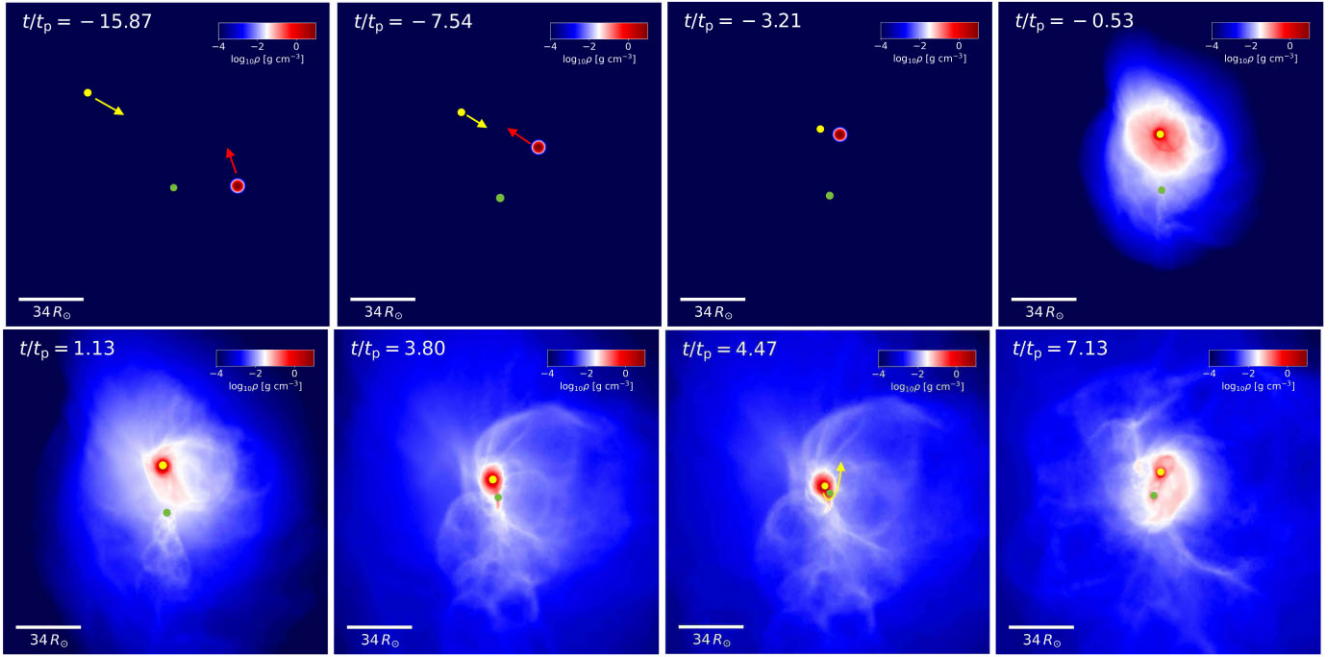 t/tp = −15.87
−4 −2 0
log10ρ [g cm−3]
34 R⊙
t/tp = −7.54
−4 −2 0
log10ρ [g cm−3]
34 R⊙
t/tp = −3.21
−4 −2 0
log10ρ [g cm−3]
34 R⊙
t/tp = −0.53
−4 −2 0
log10ρ [g cm−3]
34 R⊙
t/tp = 1.13
−4 −2 0
log10ρ [g cm−3]
34 R⊙
t/tp = 3.80
−4 −2 0
log10ρ [g cm−3]
34 R⊙
t/tp = 4.47
−4 −2 0
log10ρ [g cm−3]
34 R⊙
t/tp = 7.13
−4 −2 0
log10ρ [g cm−3]
34 R⊙